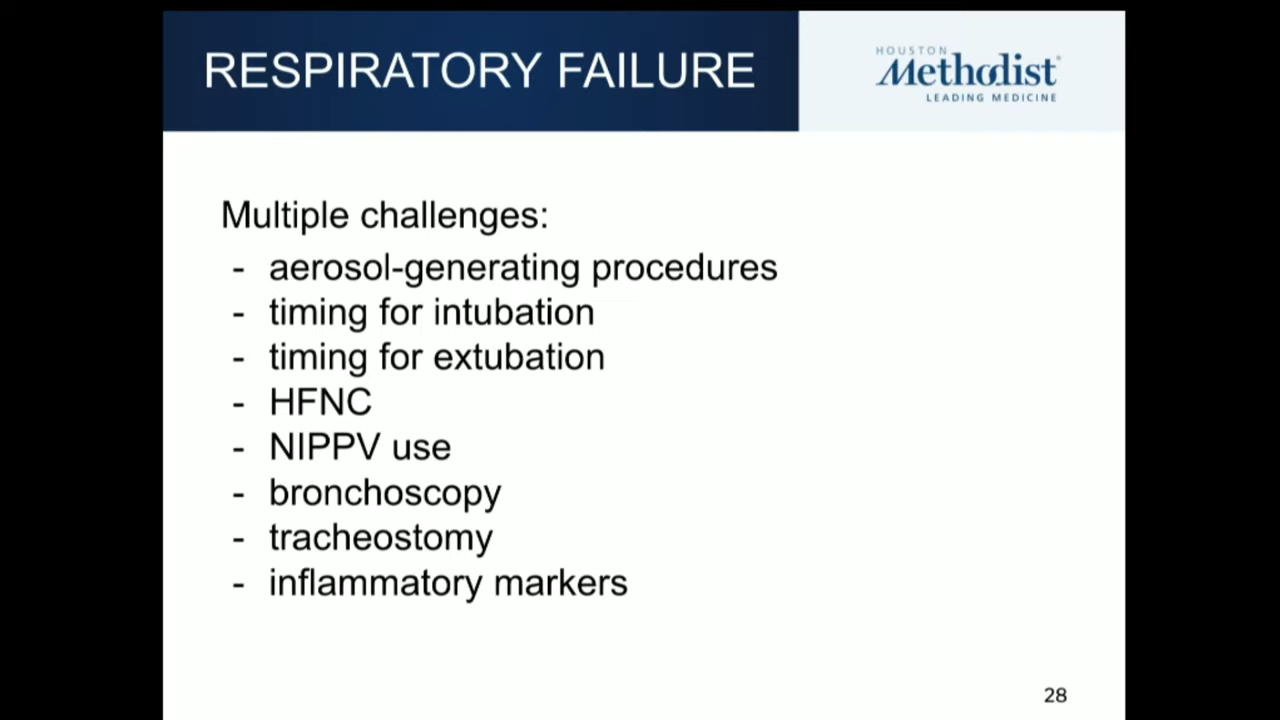 RESPIRATORY FAILURE
HOUSTON
Methodist®
LEADING MEDICINE
Multiple challenges:
- aerosol-generating procedures
- timing for intubation
- timing for extubation
- HFNC
- NIPPV use
- bronchoscopy
- tracheostomy
- inflammatory markers
28